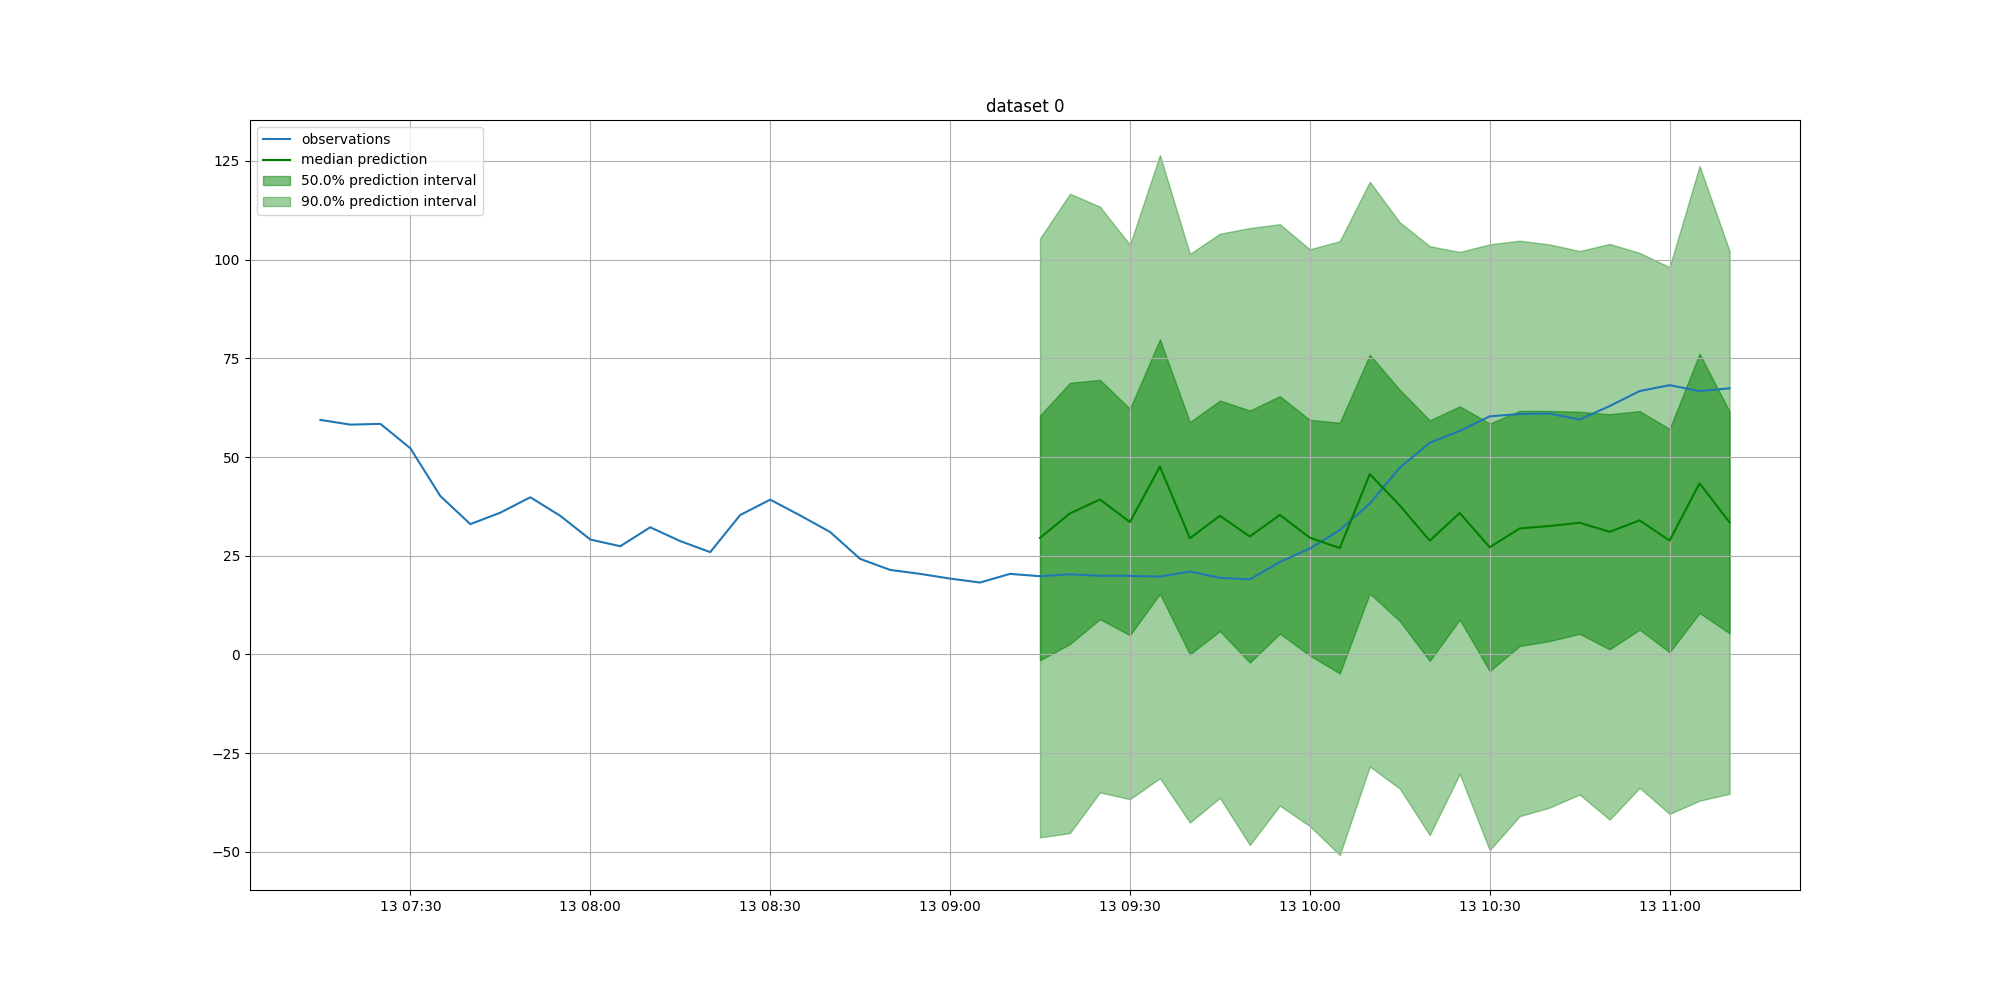 dataset 0
observations
median prediction
50.0% prediction interval
90.0% prediction interval
125
100
75
50
25
0
−25
−50
13 07:30 13 08:00 13 08:30 13 09:00 13 09:30 13 10:00 13 10:30 13 11:00